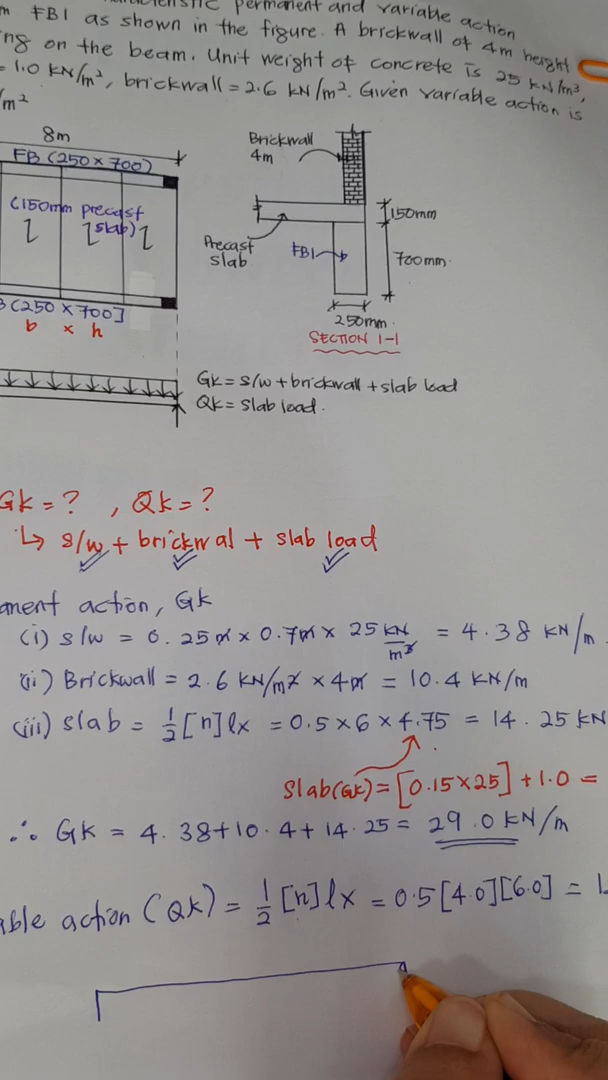 permanent and variable action
FB1 as shown in the figure. A brickwall of 4m height
ng on the beam. Unit weight of concrete is 25 kN/m³,
= 1.0 kN/m², brickwall = 2.6 kN/m². Given variable action is
/m²
8m
FB (250 x 700)
(150mm precast
slab)
B (250 x 700]
b x h
Brickwall
4m
Precast
slab
FB1
150mm
700mm.
250mm.
SECTION 1-1
Gk = s/w + brickwall + slab load
Qk = slab load.
Gk = ? , Qk = ?
↳ s/w + brickwal + slab load
anent action, Gk
(i) s/w = 0.25m x 0.7m x 25 kN/m³ = 4.38 kN/m
(ii) Brickwall = 2.6 kN/m² x 4m = 10.4 kN/m
(iii) slab = 1/2 [n] lx = 0.5 x 6 x 4.75 = 14.25 kN
Slab(Gk) = [0.15x25] + 1.0 =
∴ Gk = 4.38+10.4+14.25 = 29.0 kN/m
able action (Qk) = 1/2 [n] lx = 0.5[4.0][6.0] = 1